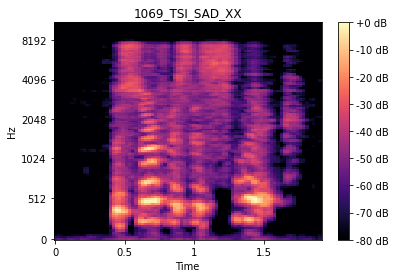 1069_TSI_SAD_XX
8192
4096
2048
1024
512
0
Hz
0
0.5
1
1.5
Time
+0 dB
-10 dB
-20 dB
-30 dB
-40 dB
-50 dB
-60 dB
-70 dB
-80 dB